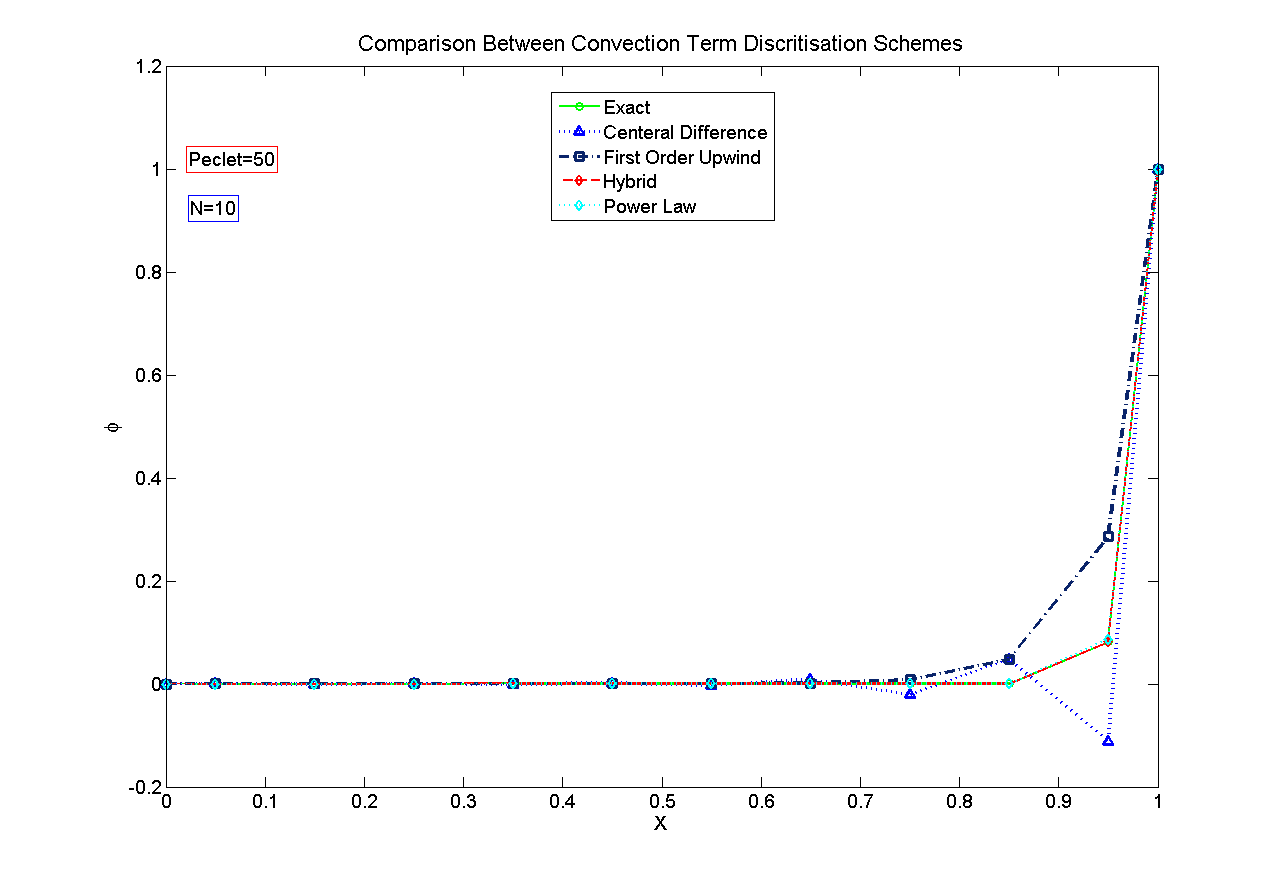 Comparison Between Convection Term Discritisation Schemes
1.2
1
0.8
0.6
0.4
0.2
0
-0.2
ϕ
Peclet=50
N=10
Exact
Centeral Difference
First Order Upwind
Hybrid
Power Law
0 0.1 0.2 0.3 0.4 0.5 0.6 0.7 0.8 0.9 1
X